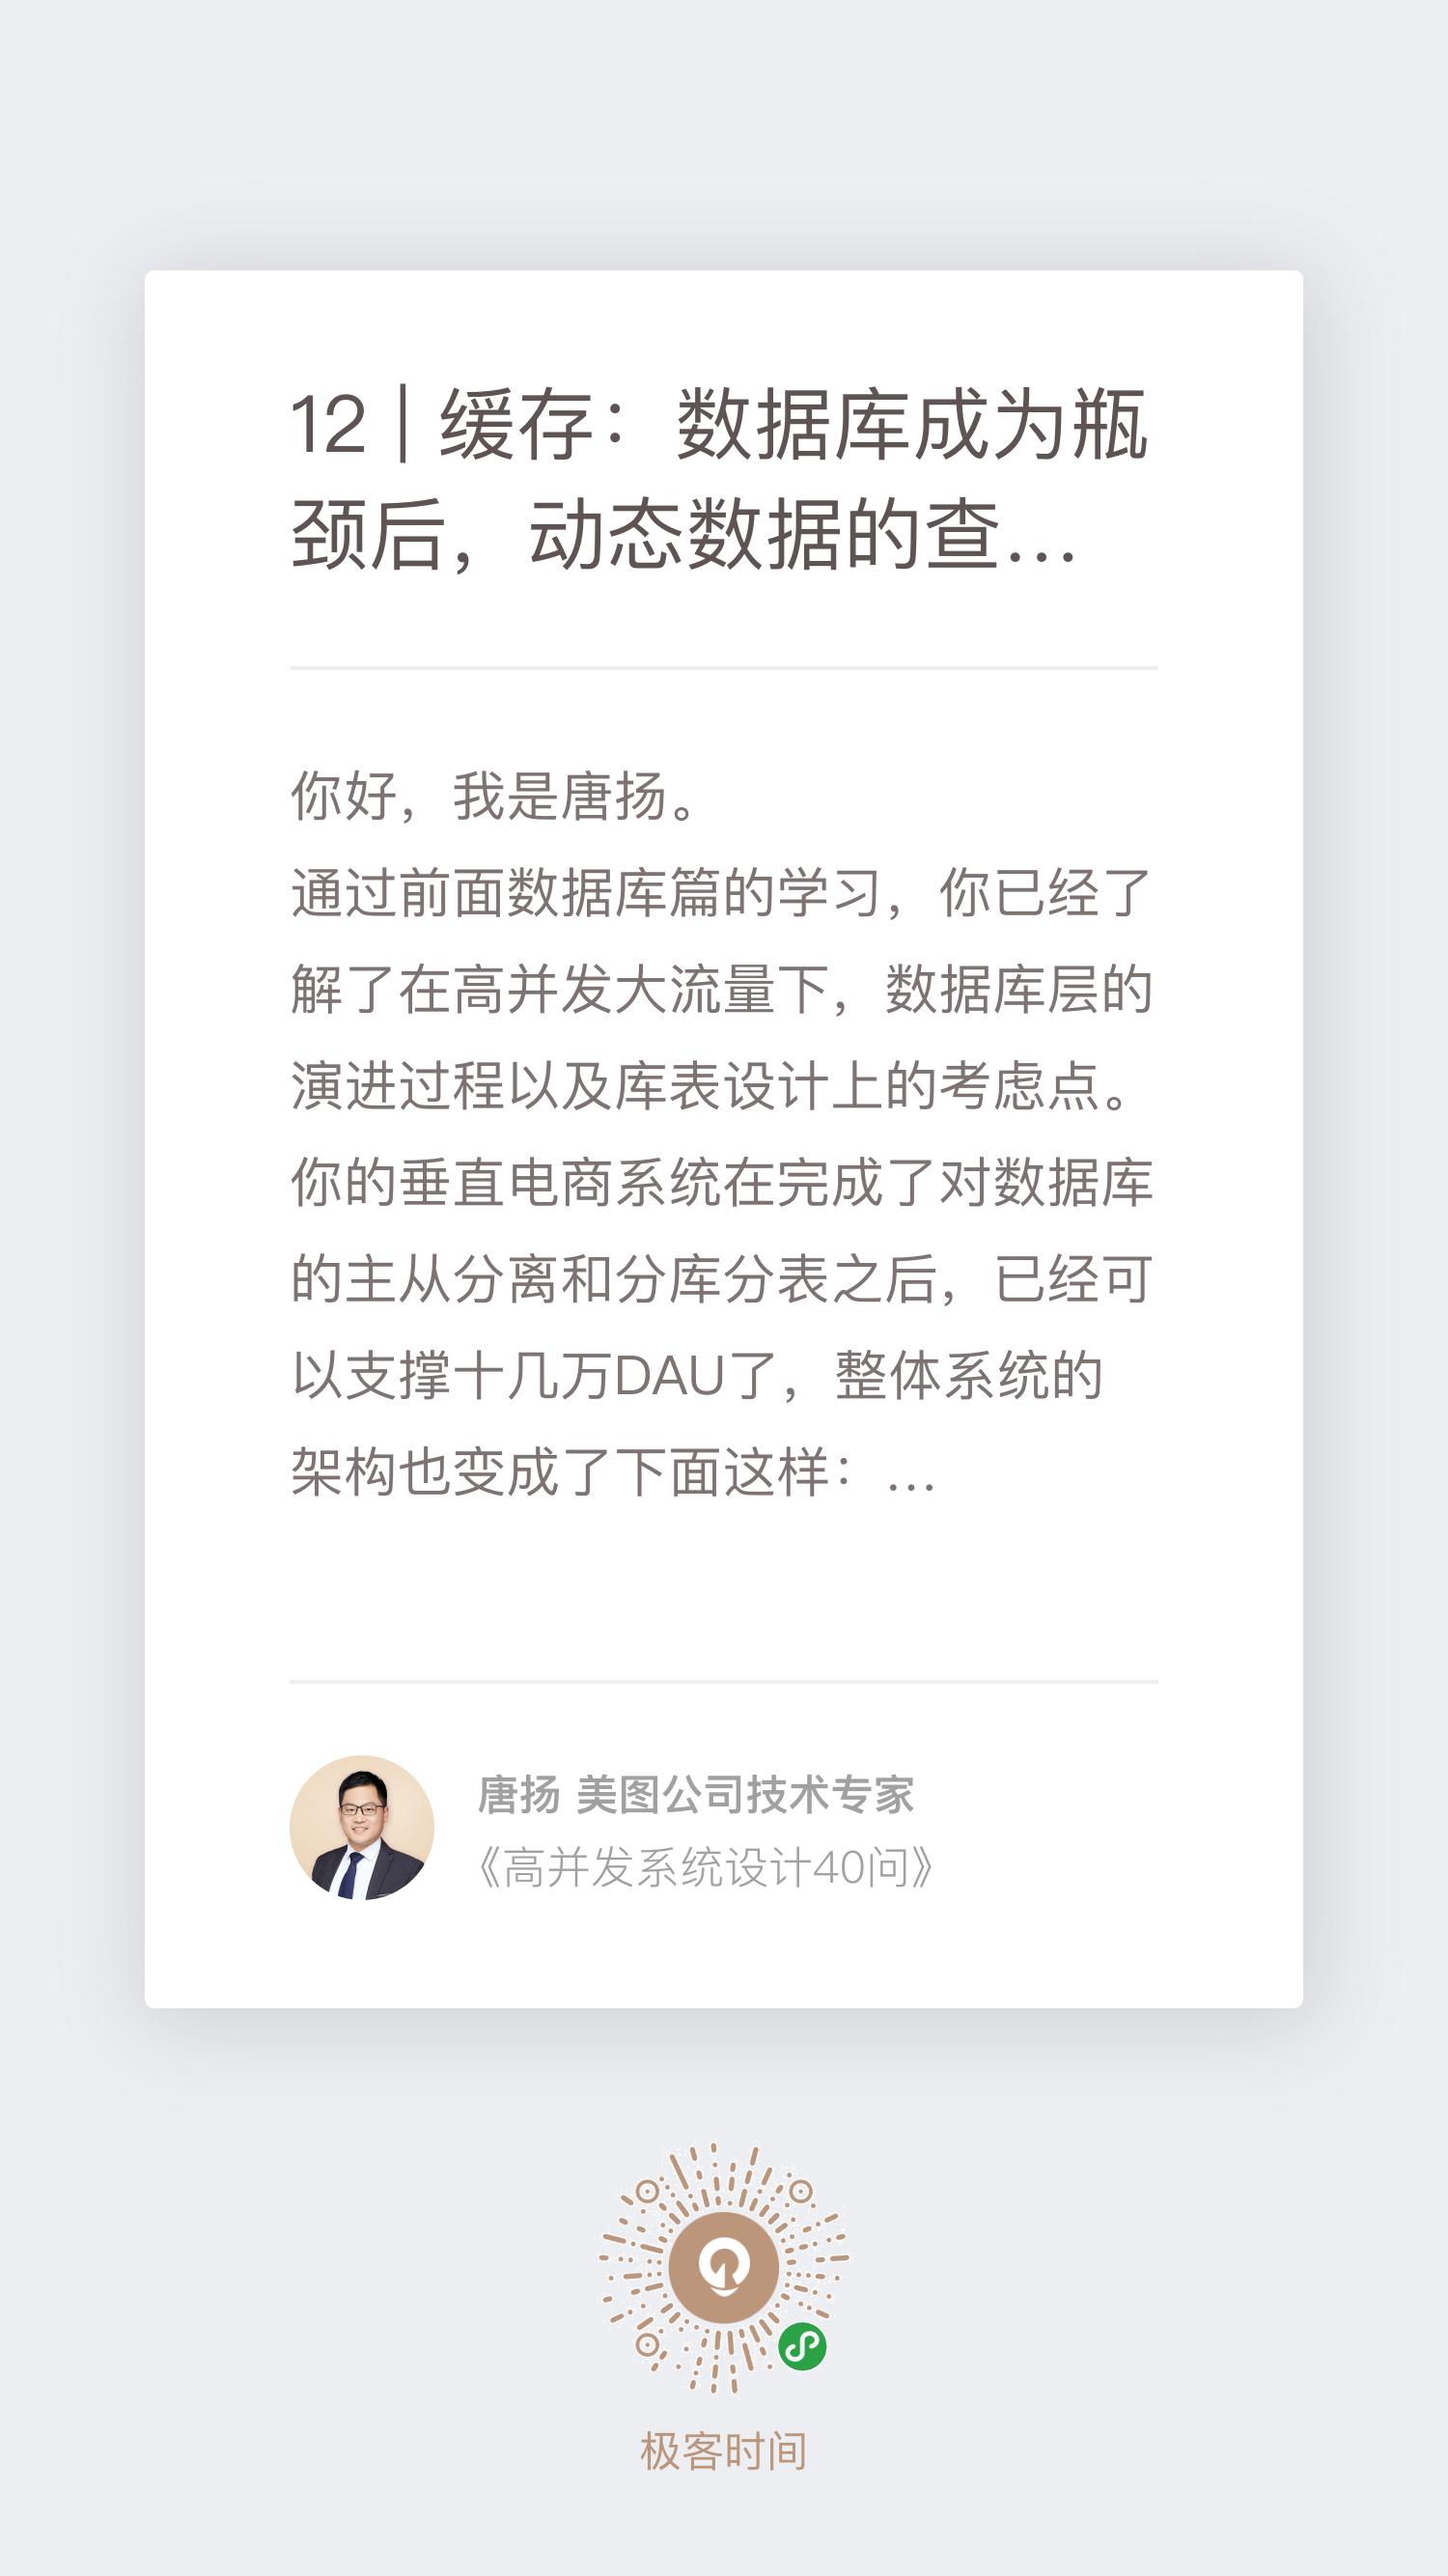 12 | 缓存：数据库成为瓶
颈后，动态数据的查…
你好，我是唐扬。
通过前面数据库篇的学习，你已经了
解了在高并发大流量下，数据库层的
演进过程以及库表设计上的考虑点。
你的垂直电商系统在完成了对数据库
的主从分离和分库分表之后，已经可
以支撑十几万DAU了，整体系统的
架构也变成了下面这样：…
唐扬 美图公司技术专家
《高并发系统设计40问》
极客时间